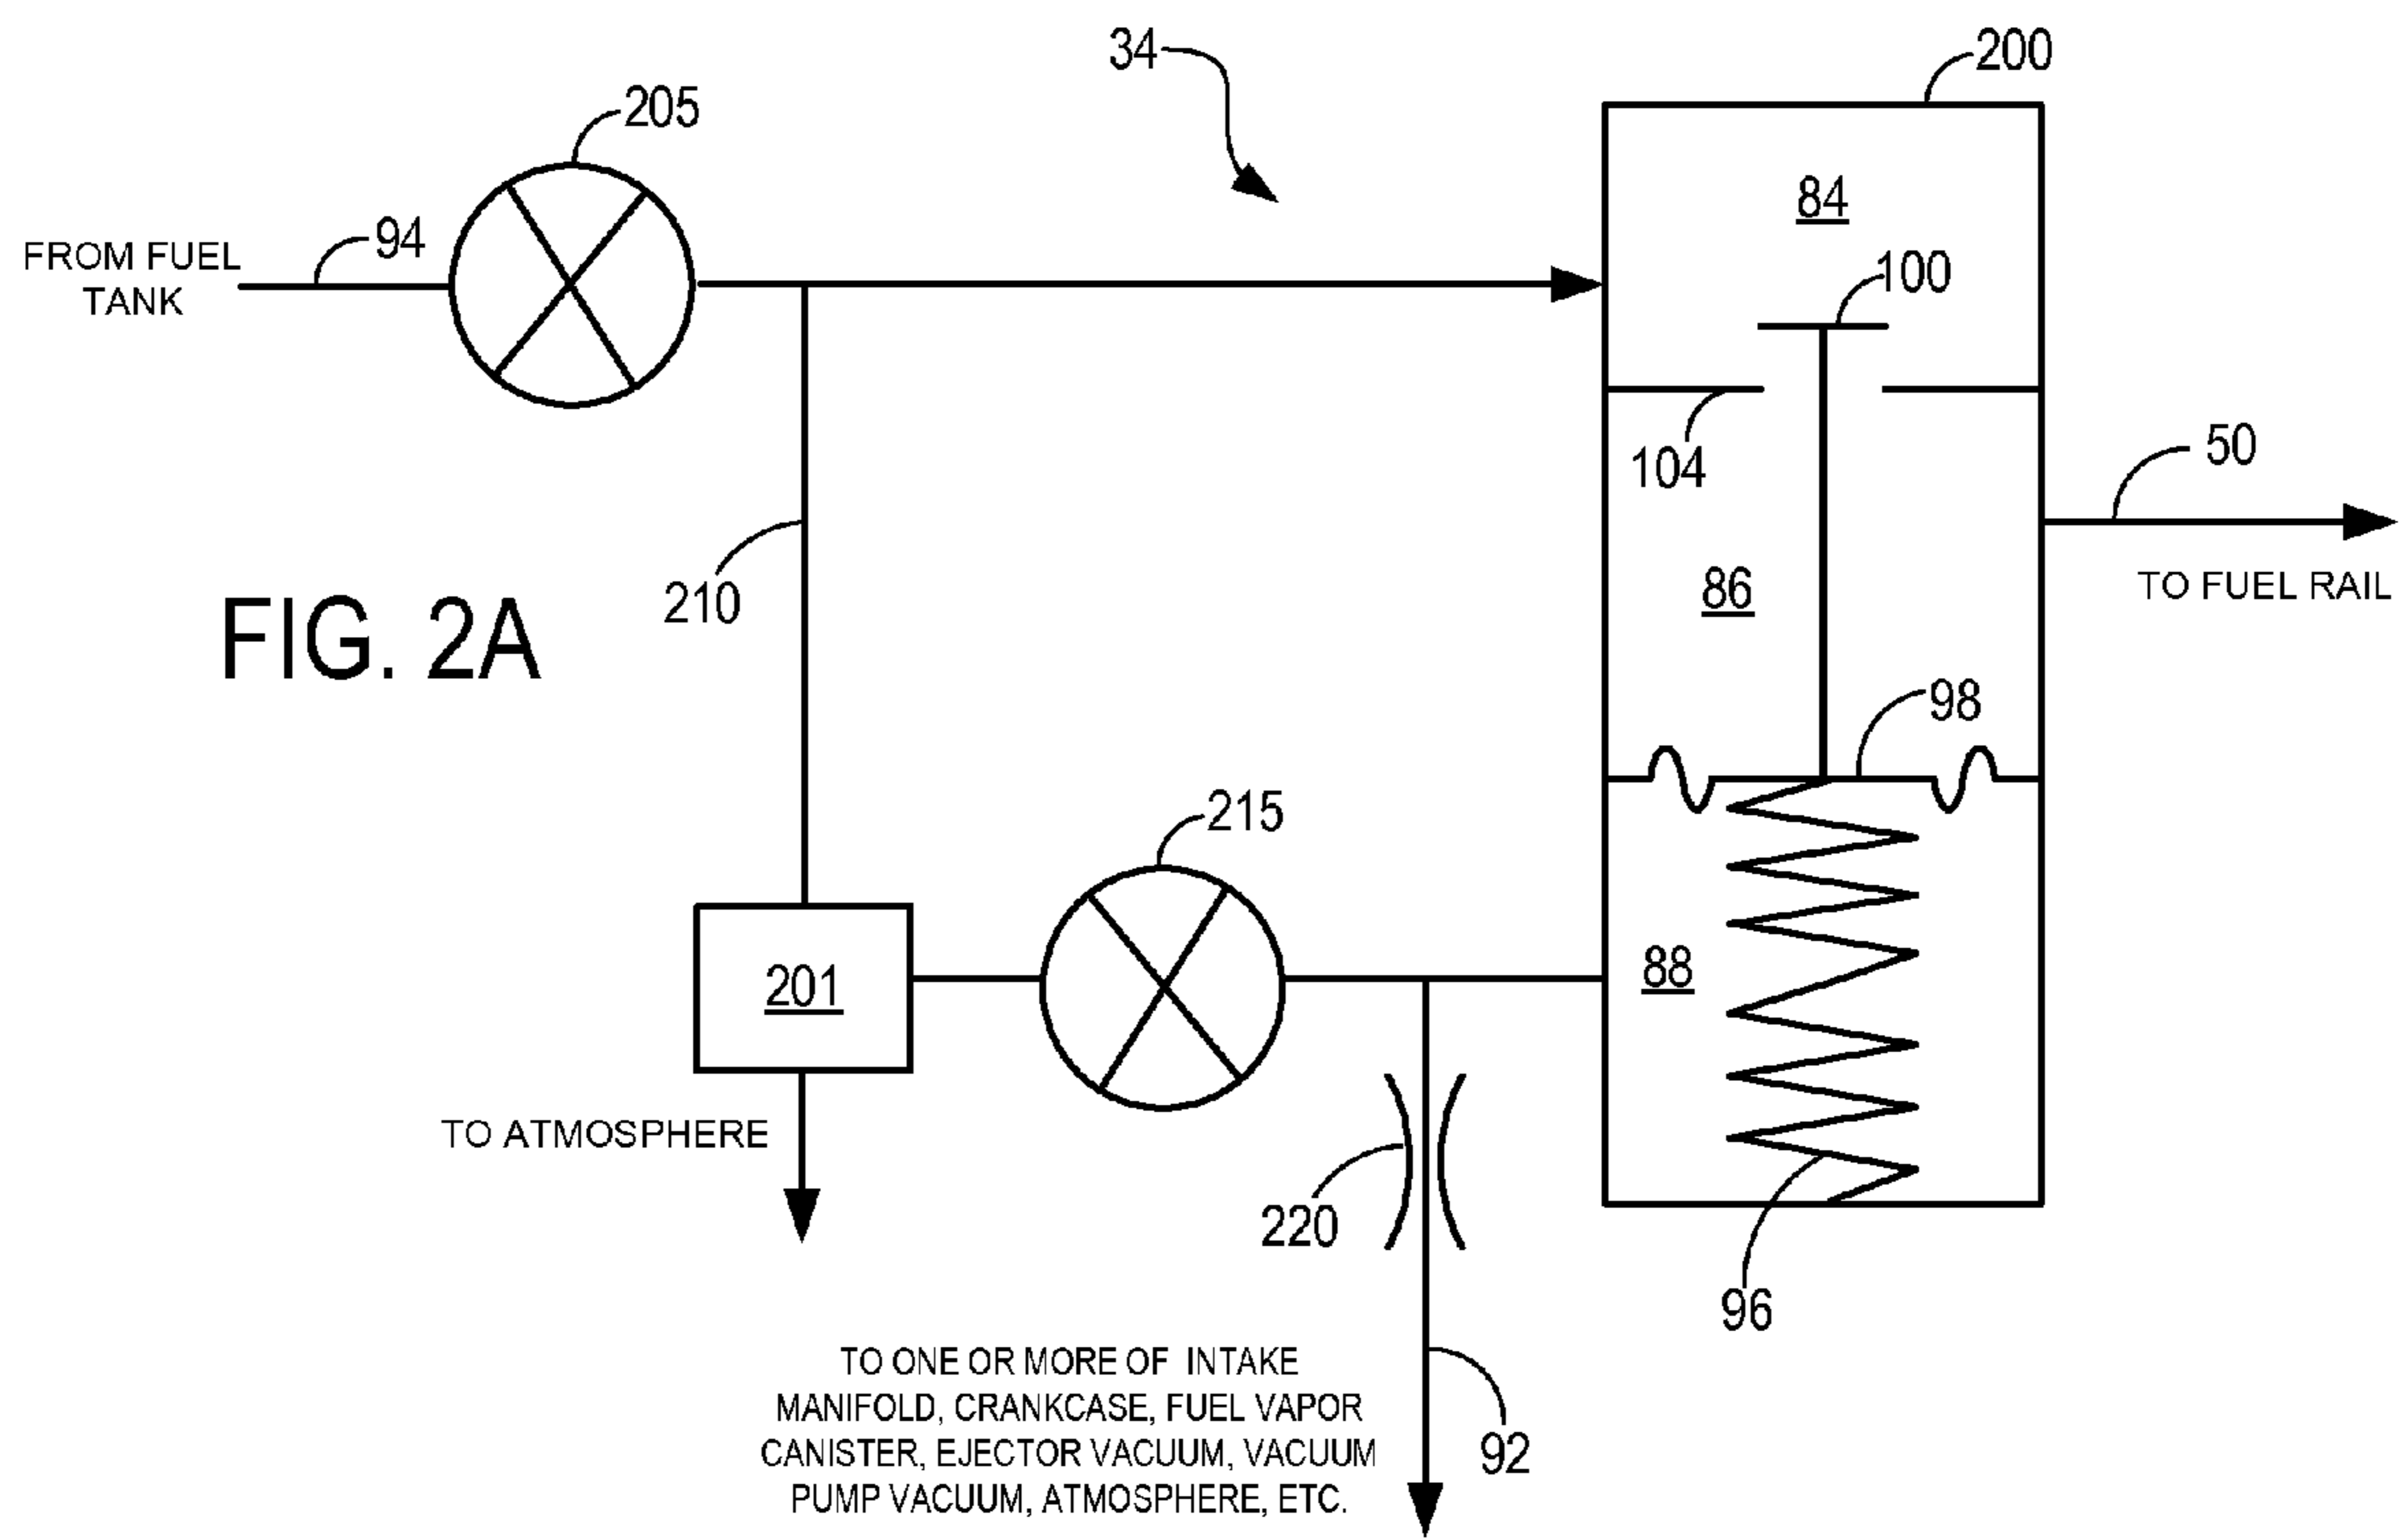 34
200
205
84
94
100
FROM FUEL
TANK
104
50
210
86
TO FUEL RAIL
FIG. 2A
98
215
201
88
TO ATMOSPHERE
220
96
TO ONE OR MORE OF INTAKE
MANIFOLD, CRANKCASE, FUEL VAPOR
CANISTER, EJECTOR VACUUM, VACUUM
PUMP VACUUM, ATMOSPHERE, ETC.
92